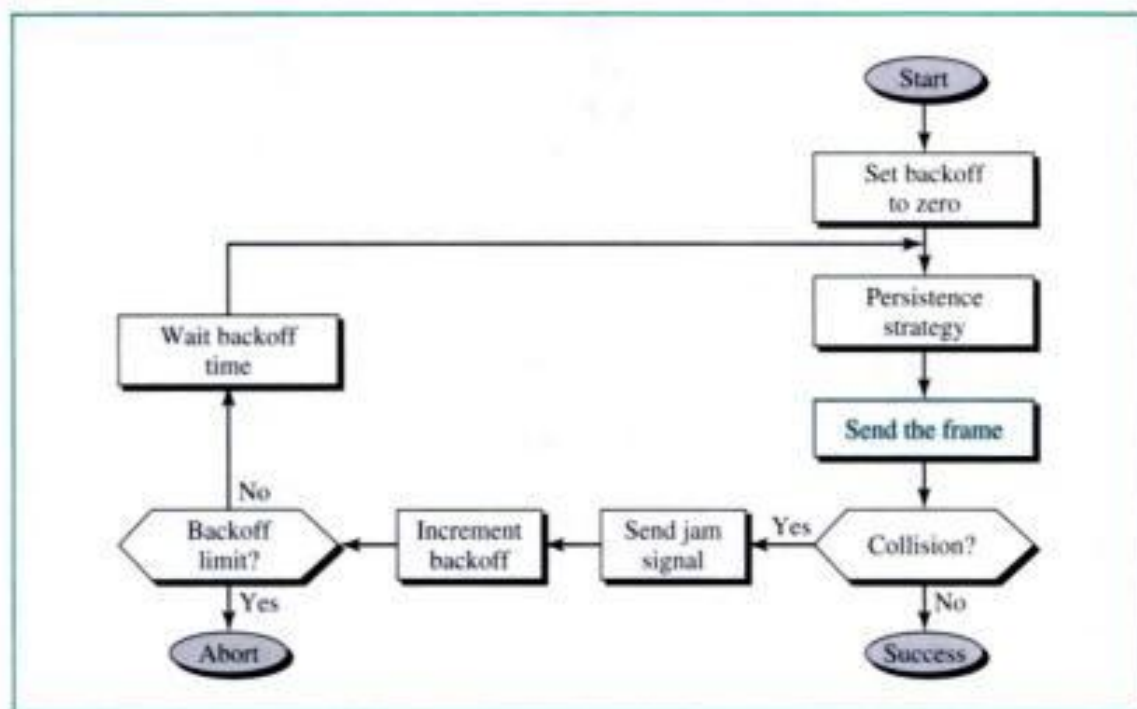 Start
Set backoff
to zero
Persistence
strategy
Wait backoff
time
Send the frame
No
Backoff
limit?
Increment
backoff
Send jam
signal
Yes
Collision?
Yes
No
Abort
Success